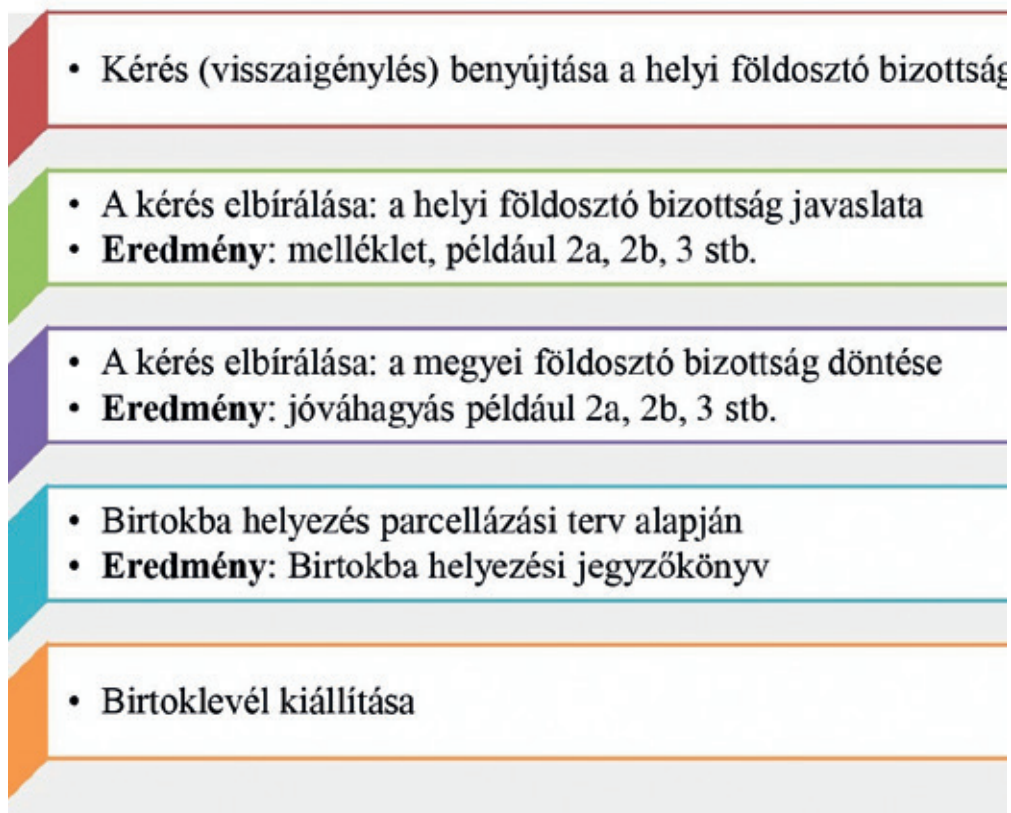 • Kérés (visszaigénylés) benyújtása a helyi földosztó bizottság
• A kérés elbírálása: a helyi földosztó bizottság javaslata
• Eredmény: melléklet, például 2a, 2b, 3 stb.
• A kérés elbírálása: a megyei földosztó bizottság döntése
• Eredmény: jóváhagyás például 2a, 2b, 3 stb.
• Birtokba helyezés parcellázási terv alapján
• Eredmény: Birtokba helyezési jegyzőkönyv
• Birtoklevél kiállítása